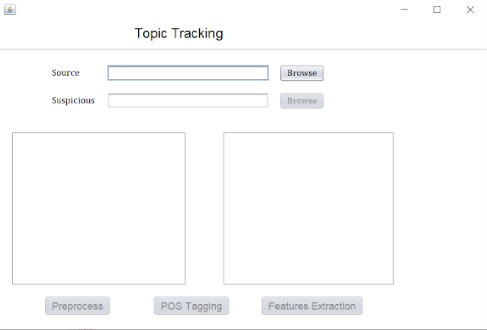 Topic Tracking
Source Browse
Suspicious Browse
Preprocess POS Tagging Features Extraction